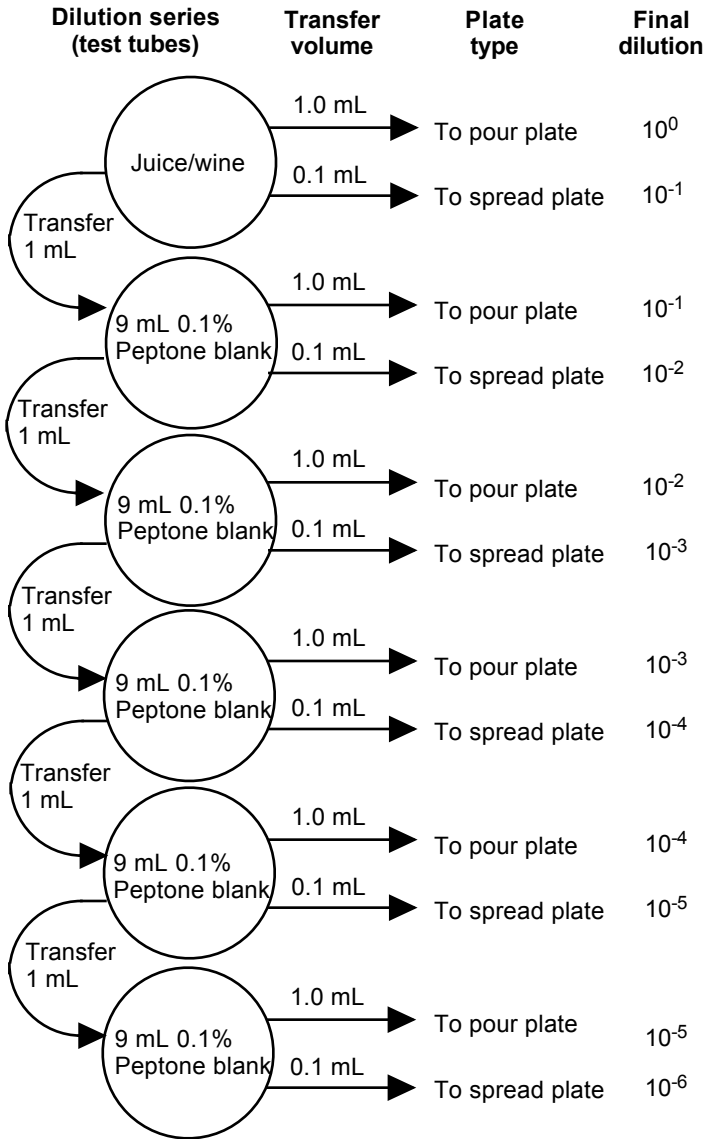 Dilution series Transfer Plate Final
(test tubes) volume type dilution
1.0 mL
To pour plate 10⁰
Juice/wine
0.1 mL
To spread plate 10⁻¹
Transfer
1 mL
1.0 mL
To pour plate 10⁻¹
9 mL 0.1%
Peptone blank
0.1 mL
To spread plate 10⁻²
Transfer
1 mL
1.0 mL
To pour plate 10⁻²
9 mL 0.1%
Peptone blank
0.1 mL
To spread plate 10⁻³
Transfer
1 mL
1.0 mL
To pour plate 10⁻³
9 mL 0.1%
Peptone blank
0.1 mL
To spread plate 10⁻⁴
Transfer
1 mL
1.0 mL
To pour plate 10⁻⁴
9 mL 0.1%
Peptone blank
0.1 mL
To spread plate 10⁻⁵
Transfer
1 mL
1.0 mL
To pour plate 10⁻⁵
9 mL 0.1%
Peptone blank
0.1 mL
To spread plate 10⁻⁶